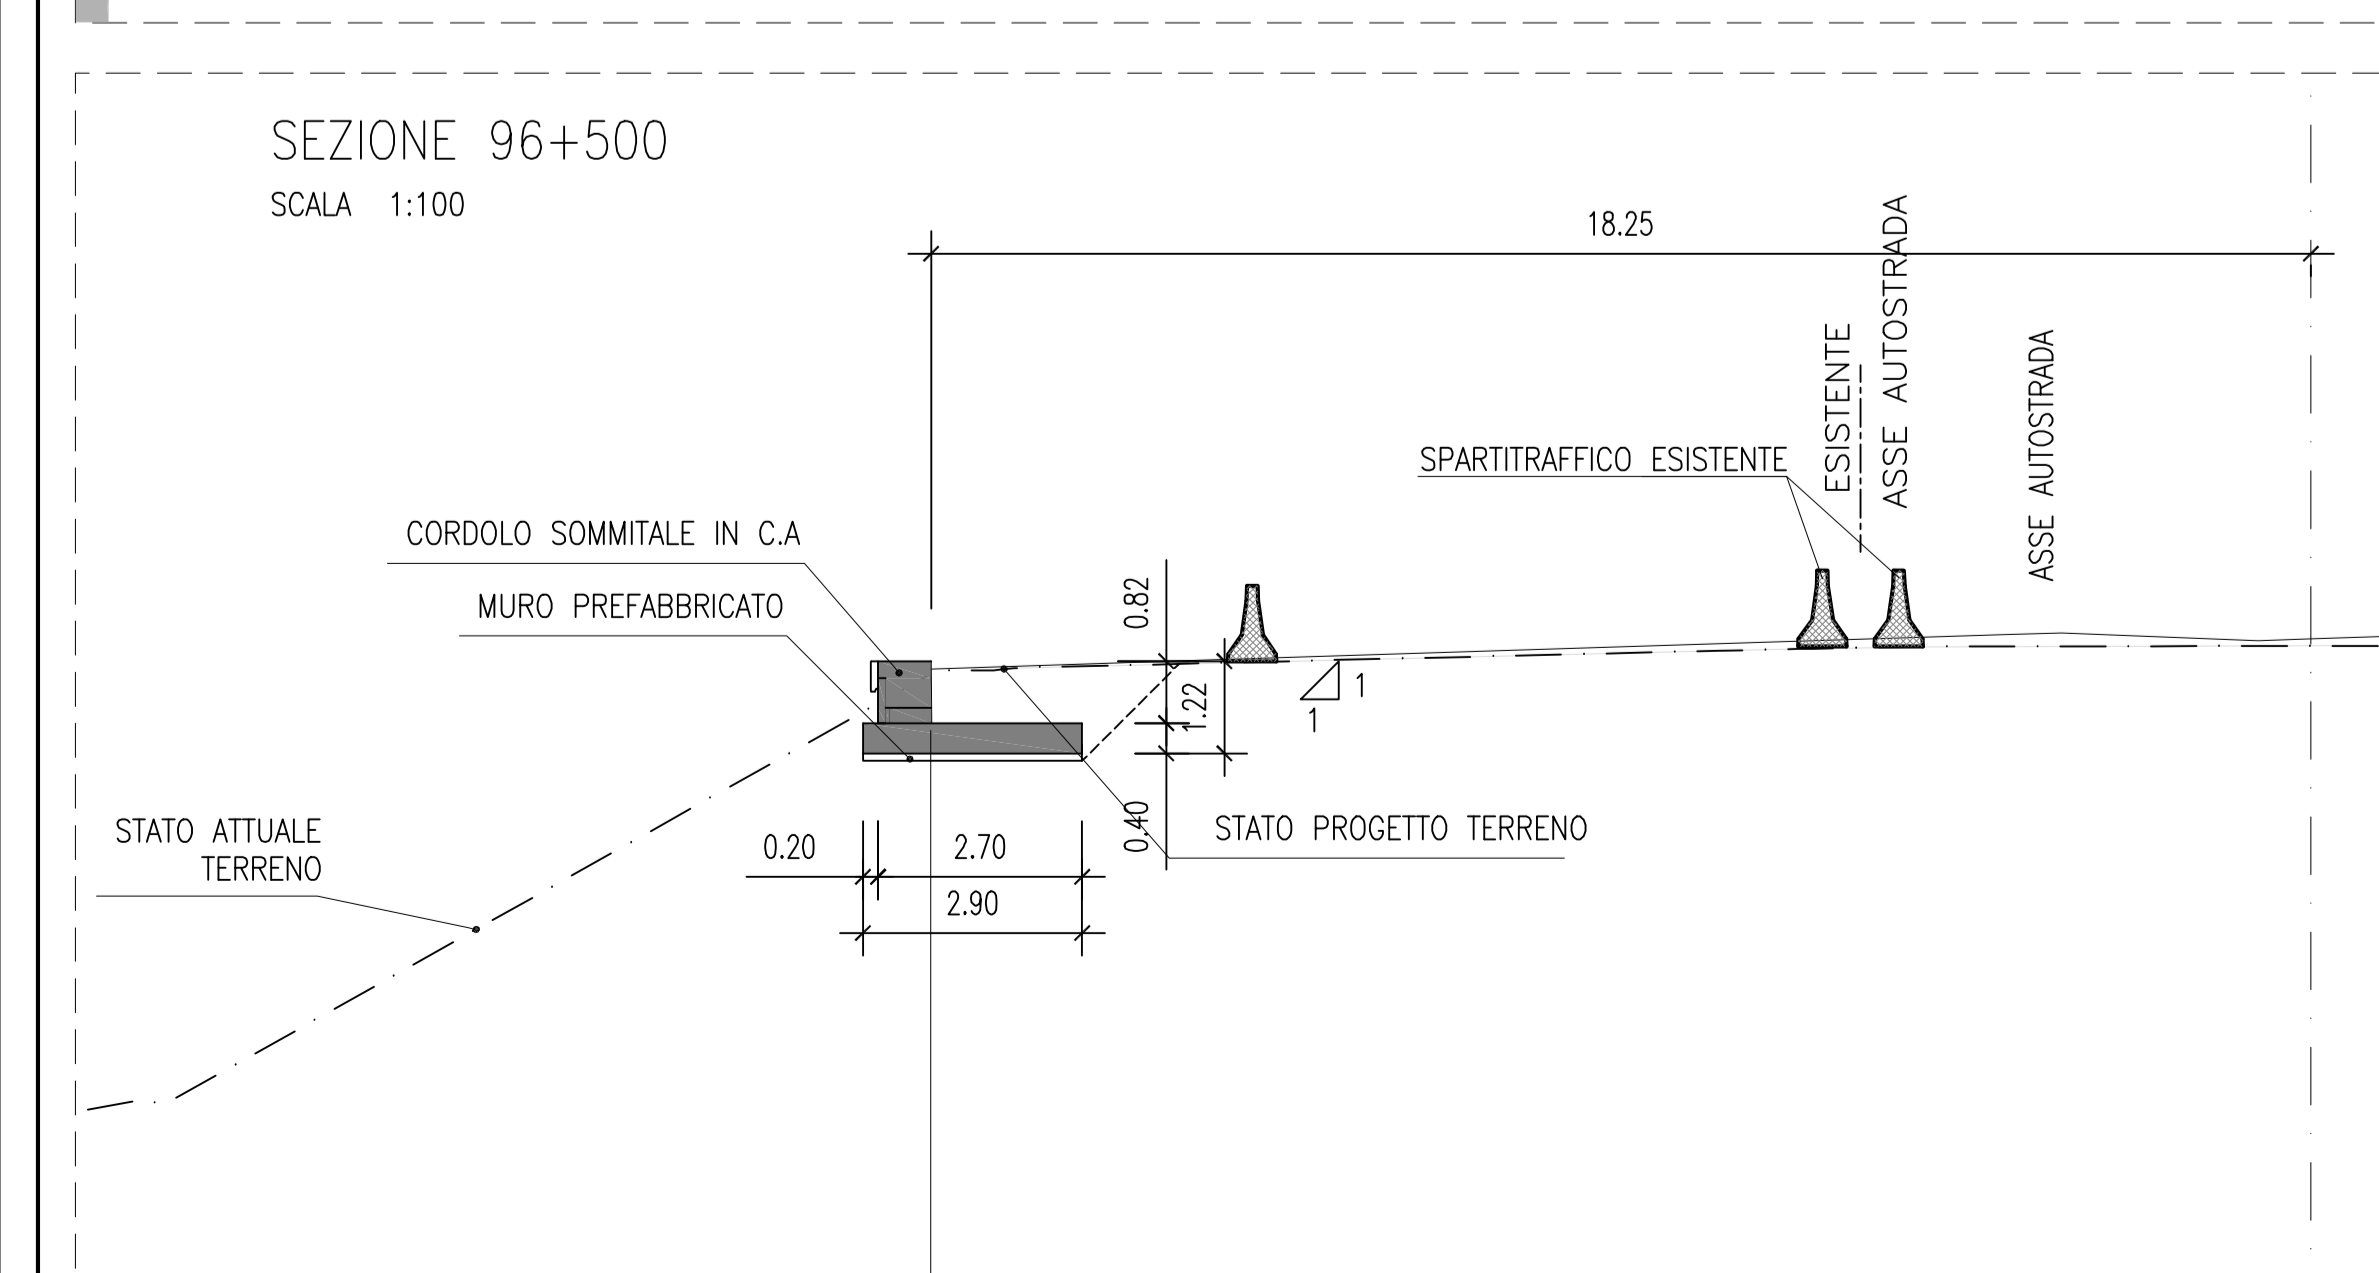 SEZIONE 96+500
SCALA 1:100
18.25
ESISTENTE
ASSE AUTOSTRADA
ASSE AUTOSTRADA
SPARTITRAFFICO ESISTENTE
CORDOLO SOMMITALE IN C.A
MURO PREFABBRICATO
0.82
1.22
1
1
0.40
STATO PROGETTO TERRENO
STATO ATTUALE
TERRENO
0.20
2.70
2.90